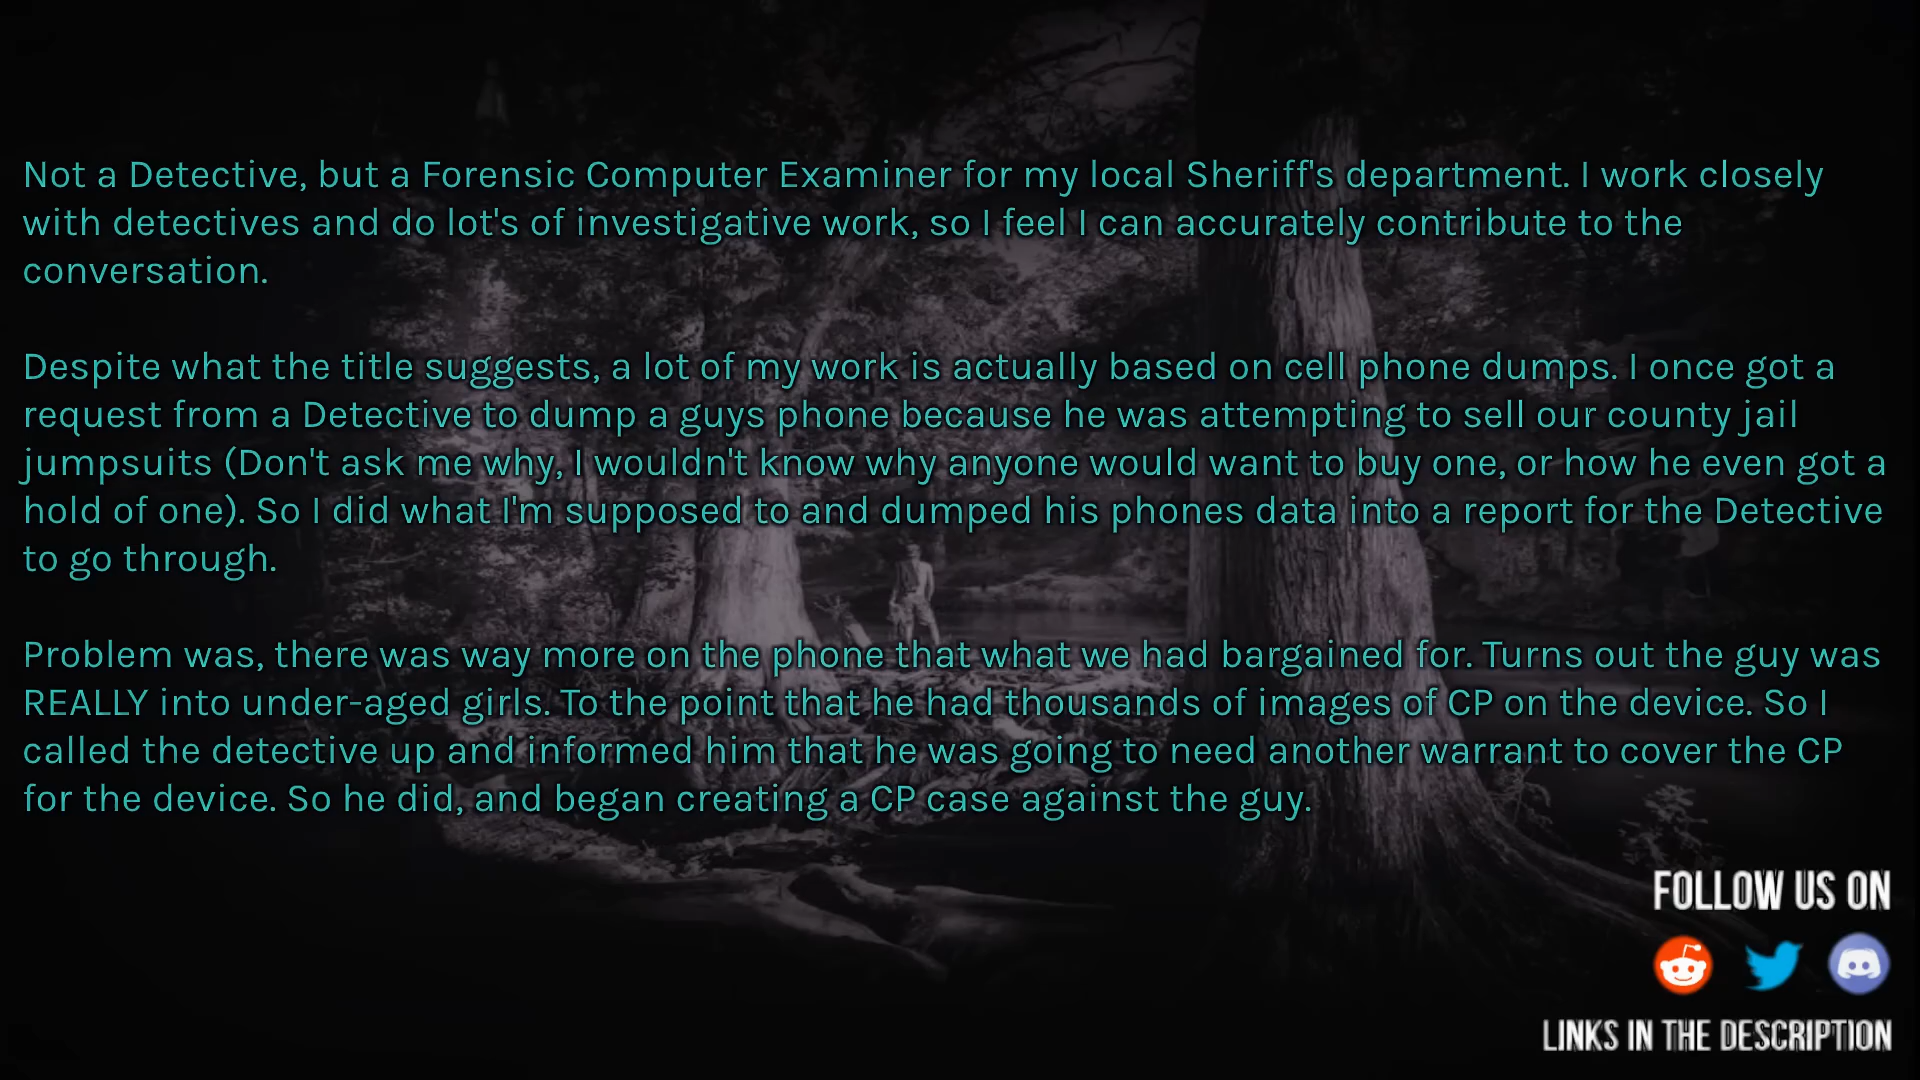 Not a Detective, but a Forensic Computer Examiner for my local Sheriff's department. I work closely
with detectives and do lot's of investigative work, so I feel I can accurately contribute to the
conversation.
Despite what the title suggests, a lot of my work is actually based on cell phone dumps. I once got a
request from a Detective to dump a guys phone because he was attempting to sell our county jail
jumpsuits (Don't ask me why, I wouldn't know why anyone would want to buy one, or how he even got a
hold of one). So I did what I'm supposed to and dumped his phones data into a report for the Detective
to go through.
Problem was, there was way more on the phone that what we had bargained for. Turns out the guy was
REALLY into under-aged girls. To the point that he had thousands of images of CP on the device. So I
called the detective up and informed him that he was going to need another warrant to cover the CP
for the device. So he did, and began creating a CP case against the guy.
FOLLOW US ON
LINKS IN THE DESCRIPTION